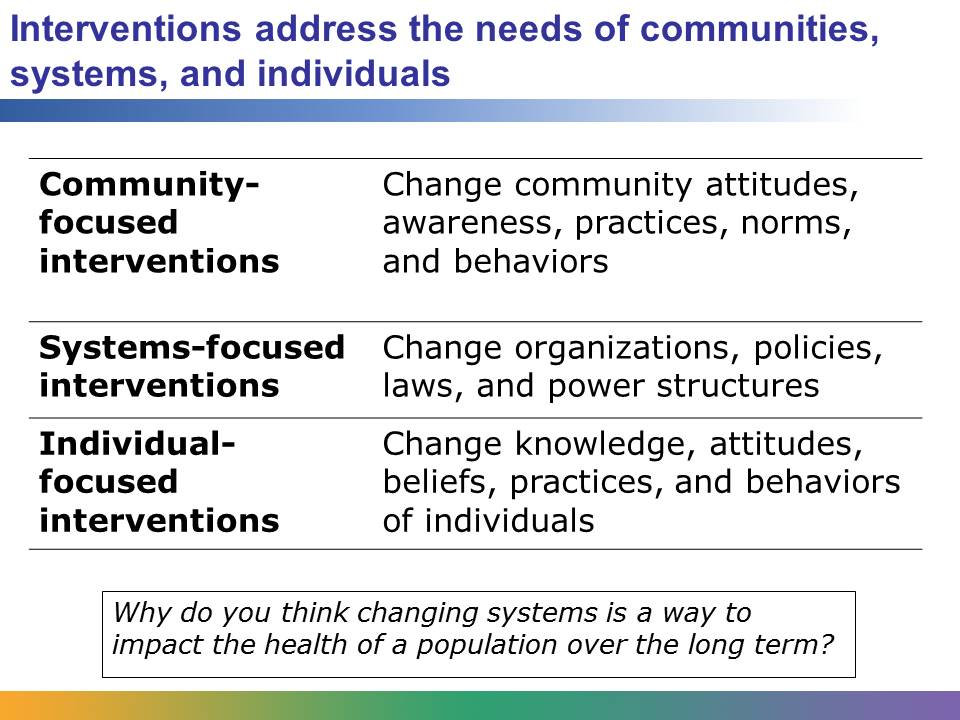 Interventions address the needs of communities,
systems, and individuals
Community-
focused
interventions
Change community attitudes,
awareness, practices, norms,
and behaviors
Systems-focused
interventions
Change organizations, policies,
laws, and power structures
Individual-
focused
interventions
Change knowledge, attitudes,
beliefs, practices, and behaviors
of individuals
Why do you think changing systems is a way to
impact the health of a population over the long term?